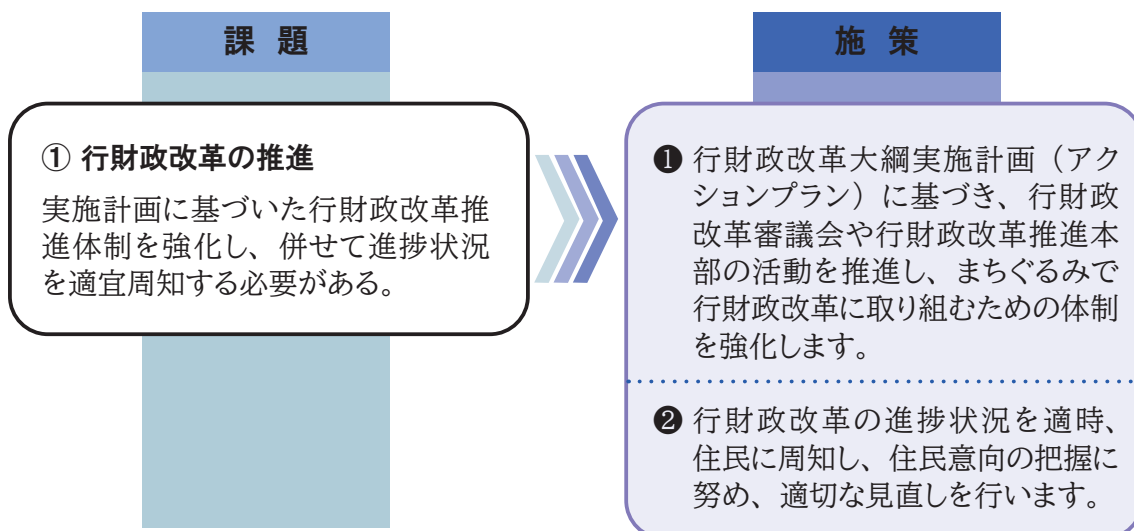 課題
① 行財政改革の推進
実施計画に基づいた行財政改革推
進体制を強化し、併せて進捗状況
を適宜周知する必要がある。
施策
❶ 行財政改革大綱実施計画（アク
ションプラン）に基づき、行財政
改革審議会や行財政改革推進本
部の活動を推進し、まちぐるみで
行財政改革に取り組むための体制
を強化します。
❷ 行財政改革の進捗状況を適時、
住民に周知し、住民意向の把握に
努め、適切な見直しを行います。